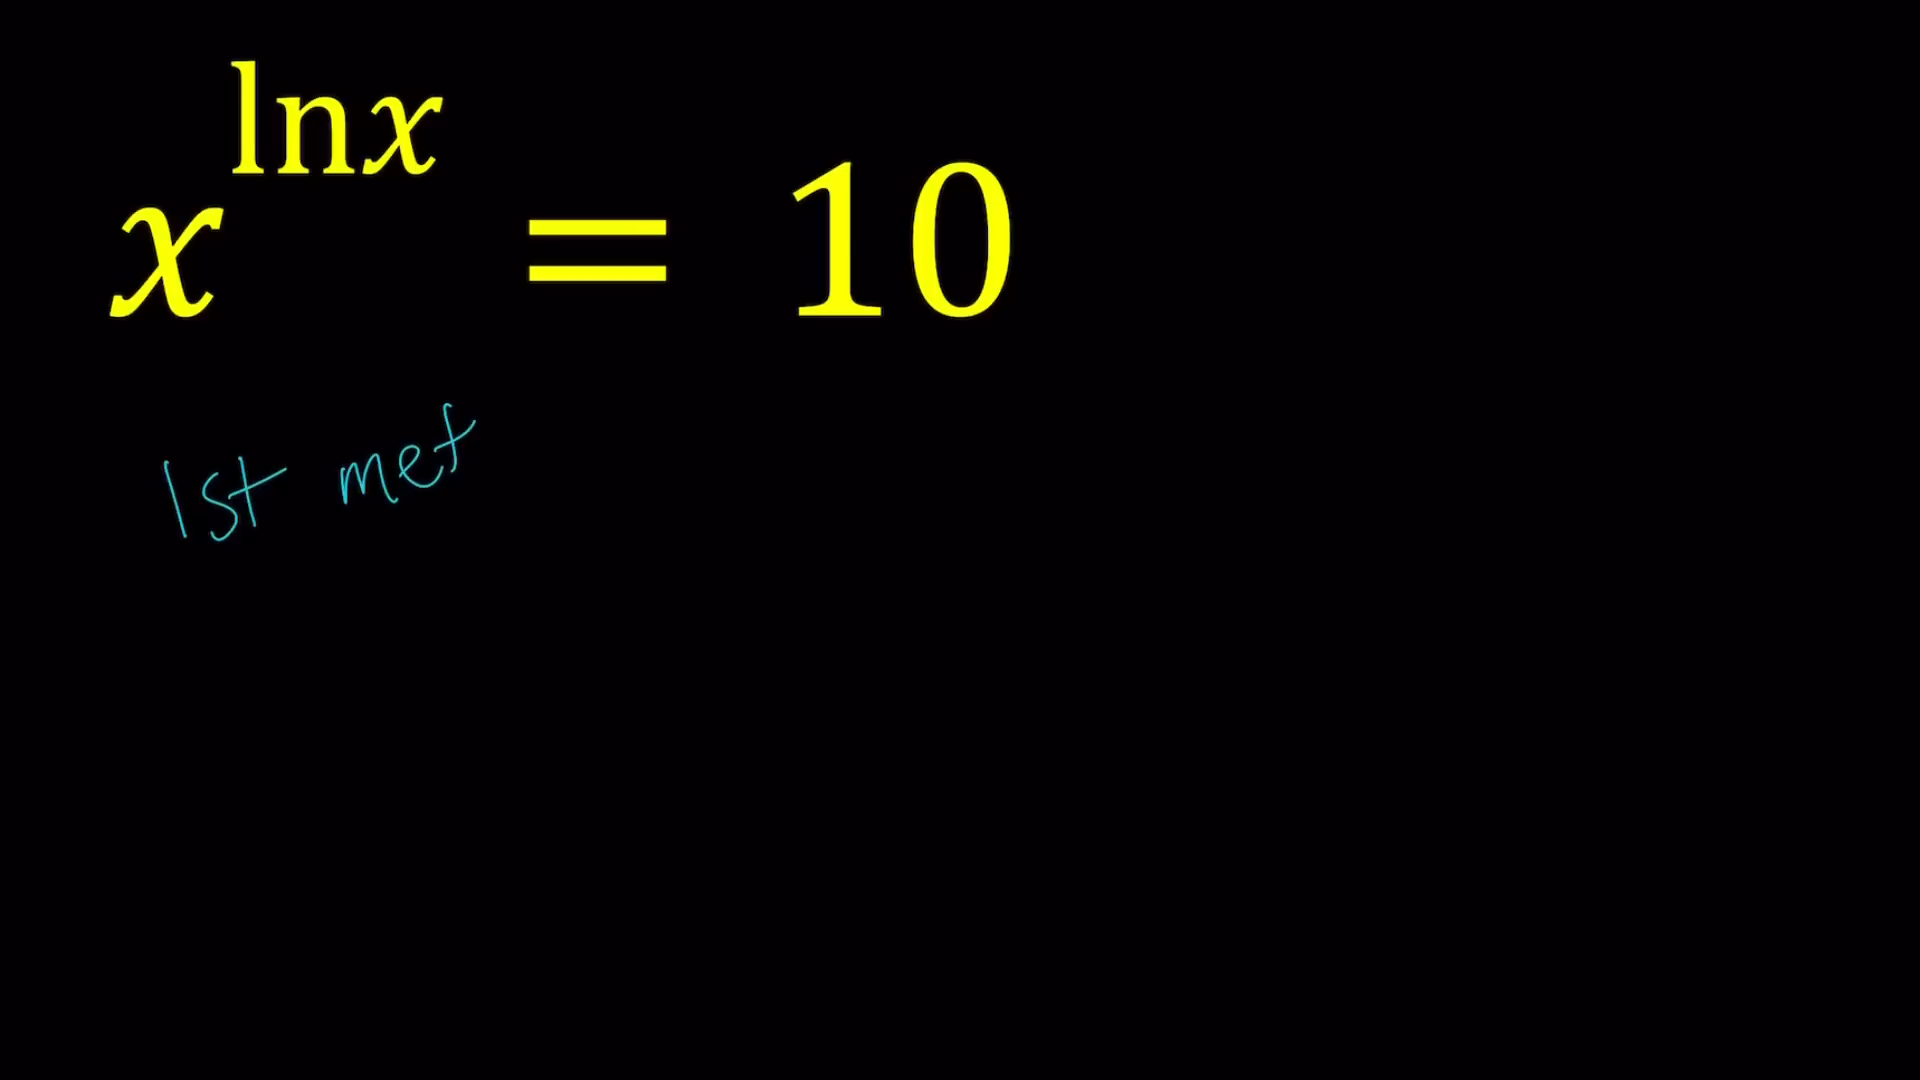 x^{lnx} = 10
1st met